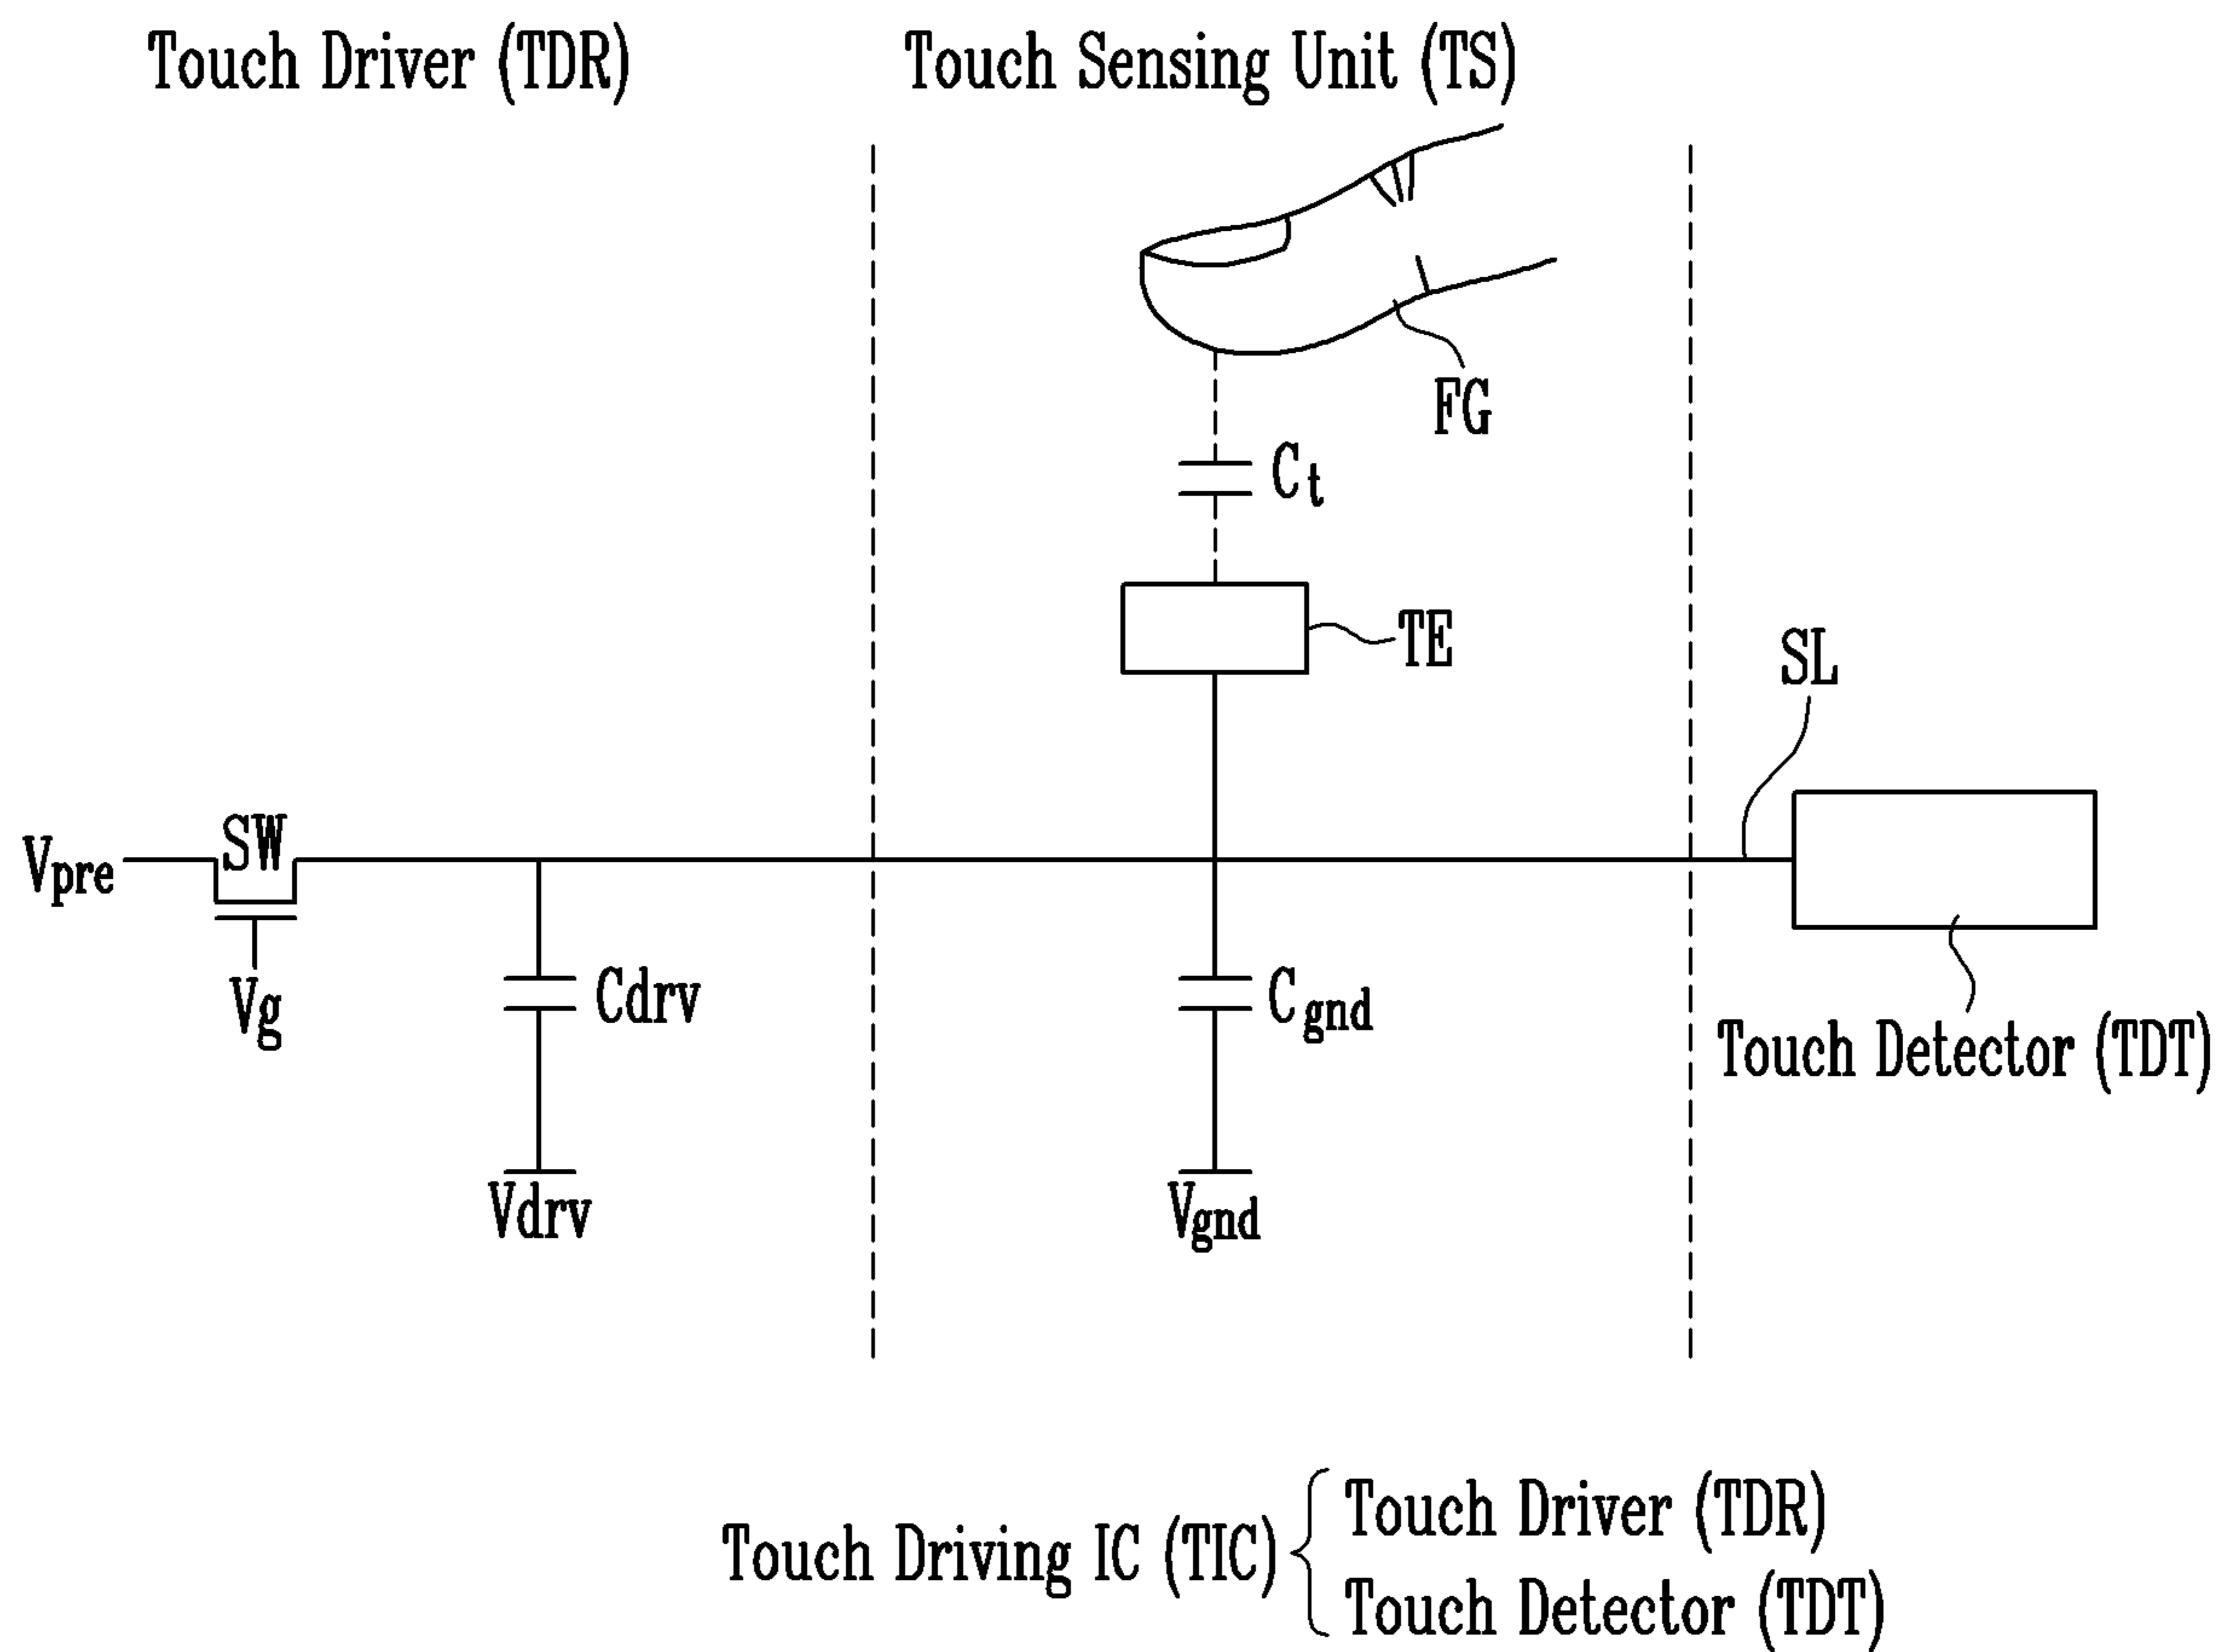 Touch Driver (TDR)
Touch Sensing Unit (TS)
FG
Ct
TE
SL
SW
Vpre
Vg
Cdrv
Cgnd
Touch Detector (TDT)
Vdrv
Vgnd
Touch Driving IC (TIC)
Touch Driver (TDR)
Touch Detector (TDT)